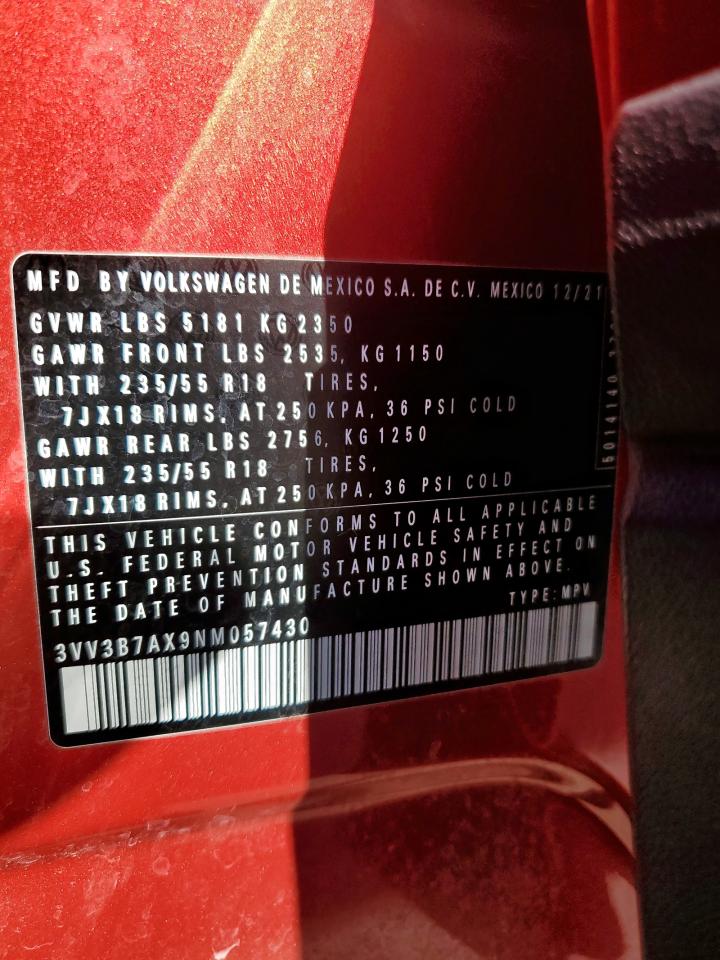 MFD BY VOLKSWAGEN DE MEXICO S.A. DE C.V. MEXICO 12/21
GVWR LBS 5181 KG 2350
GAWR FRONT LBS 2535, KG 1150
WITH 235/55 R18 TIRES,
7JX18 RIMS, AT 250 KPA, 36 PSI COLD
GAWR REAR LBS 2756, KG 1250
WITH 235/55 R18 TIRES,
7JX18 RIMS, AT 250 KPA, 36 PSI COLD
THIS VEHICLE CONFORMS TO ALL APPLICABLE
U.S. FEDERAL MOTOR VEHICLE SAFETY AND
THEFT PREVENTION STANDARDS IN EFFECT ON
THE DATE OF MANUFACTURE SHOWN ABOVE.
TYPE: MPV
3VV3B7AX9NM057430
5014140